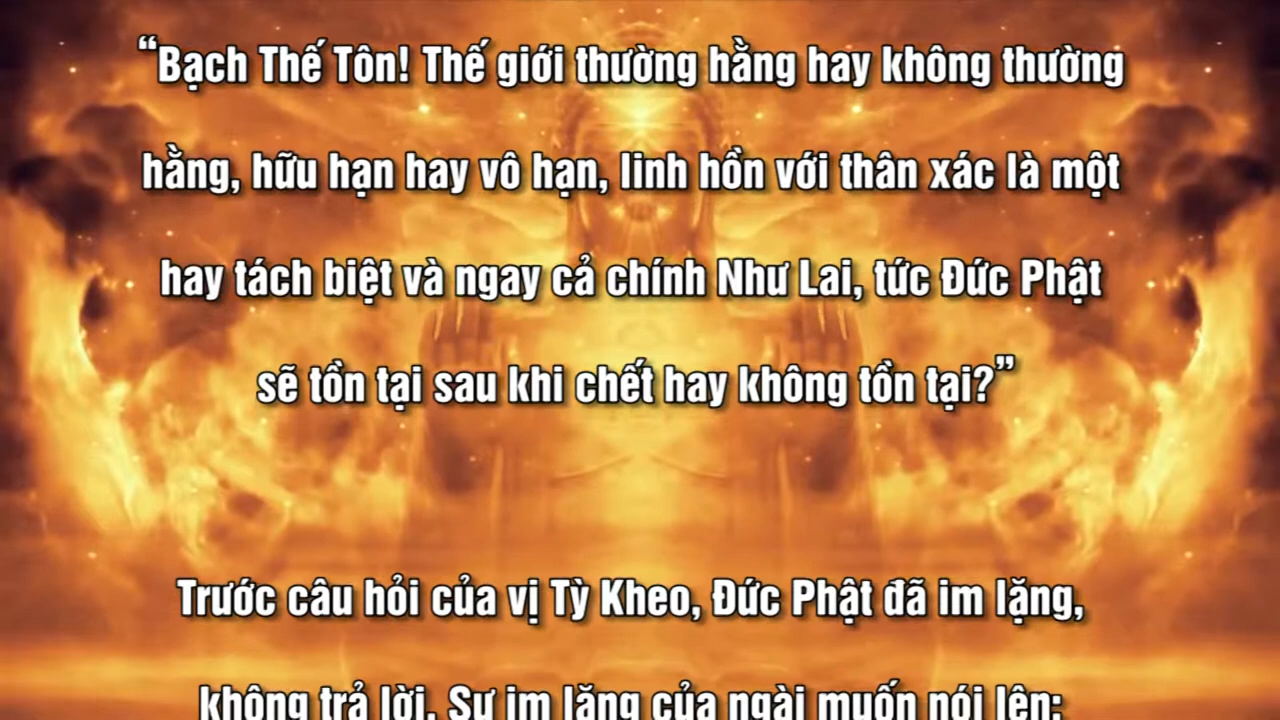 “Bạch Thế Tôn! Thế giới thường hằng hay không thường
hằng, hữu hạn hay vô hạn, linh hồn với thân xác là một
hay tách biệt và ngay cả chính Như Lai, tức Đức Phật
sẽ tồn tại sau khi chết hay không tồn tại?”
Trước câu hỏi của vị Tỳ Kheo, Đức Phật đã im lặng,
không trả lời. Sự im lặng của ngài muốn nói lên: